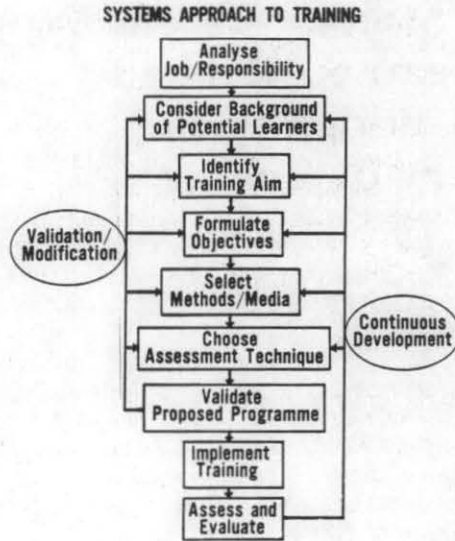 SYSTEMS APPROACH TO TRAINING
Analyse
Job/Responsibility
Consider Background
of Potential Learners
Identify
Training Aim
Formulate
Objectives
Validation/
Modification
Select
Methods/Media
Continuous
Development
Choose
Assessment Technique
Validate
Proposed Programme
Implement
Training
Assess and
Evaluate